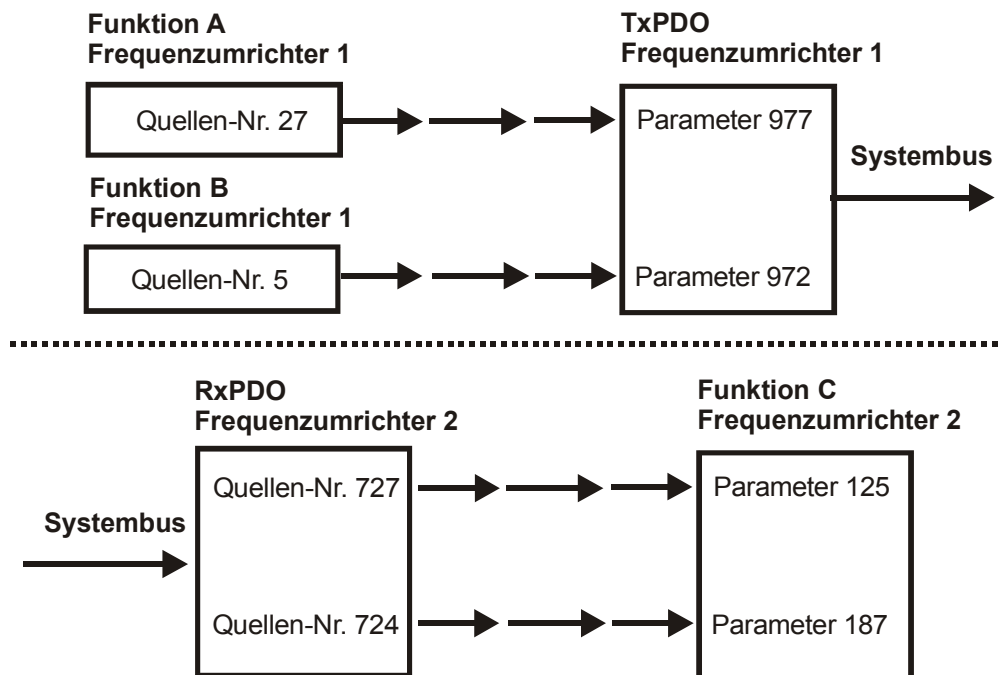 Funktion A
Frequenzumrichter 1
Quellen-Nr. 27
Funktion B
Frequenzumrichter 1
Quellen-Nr. 5
TxPDO
Frequenzumrichter 1
Parameter 977
Parameter 972
Systembus
RxPDO
Frequenzumrichter 2
Systembus
Quellen-Nr. 727
Quellen-Nr. 724
Funktion C
Frequenzumrichter 2
Parameter 125
Parameter 187